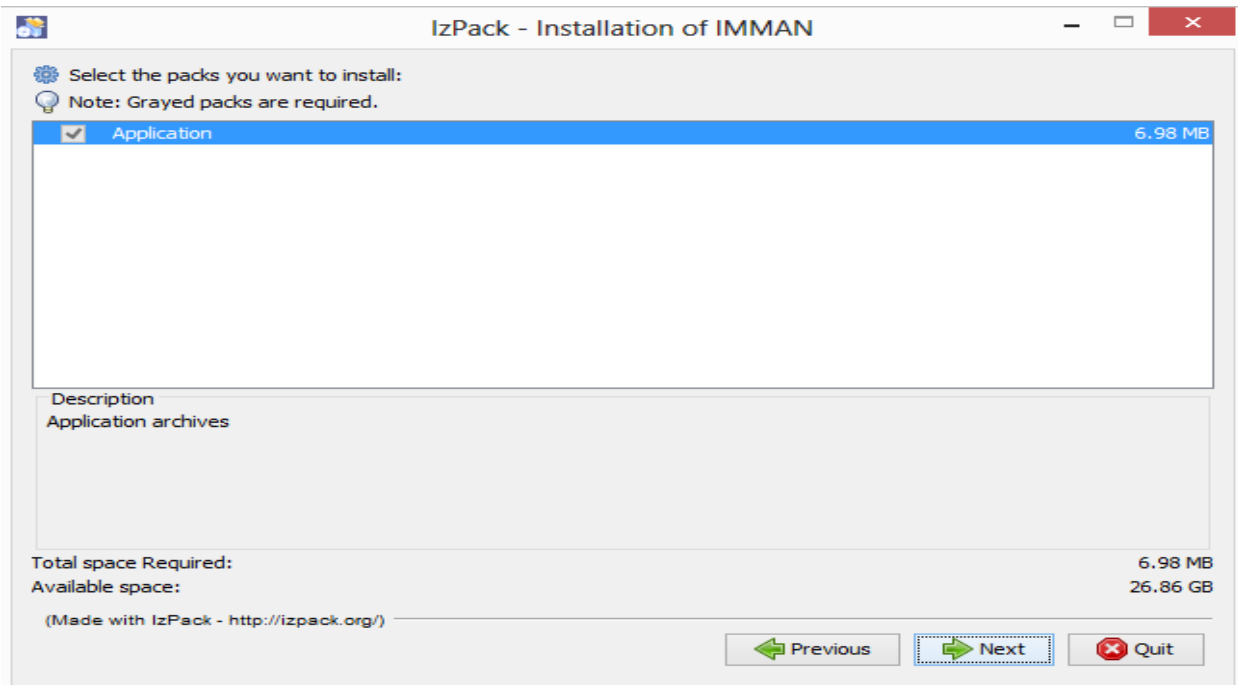 IzPack - Installation of IMMAN
Select the packs you want to install:
Note: Grayed packs are required.
Application 6.98 MB
Description
Application archives
Total space Required: 6.98 MB
Available space: 26.86 GB
(Made with IzPack - http://izpack.org/)
Previous Next Quit